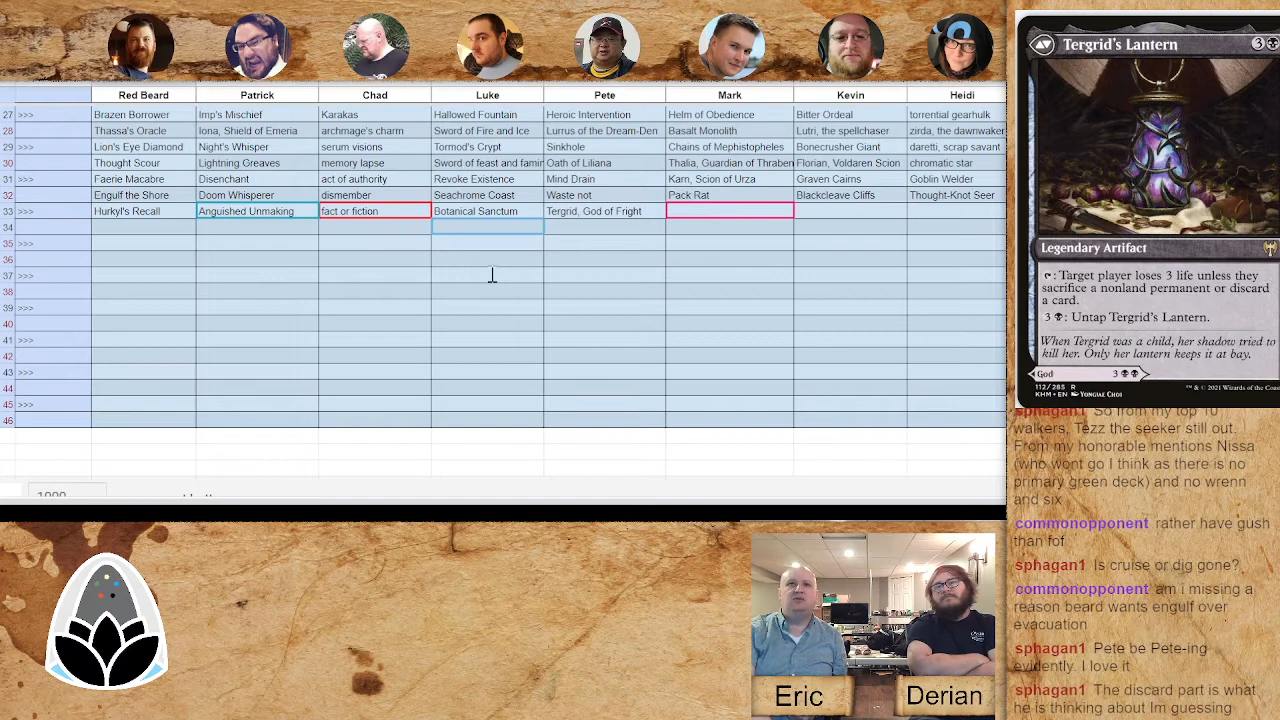 Red Beard Patrick Chad Luke Pete Mark Kevin Heidi
27 >>> Brazen Borrower Imp's Mischief Karakas Hallowed Fountain Heroic Intervention Helm of Obedience Bitter Ordeal torrential gearhulk
28 Thassa's Oracle Iona, Shield of Emeria archmage's charm Sword of Fire and Ice Lurrus of the Dream-Den Basalt Monolith Lutri, the spellchaser zirda, the dawnwaker
29 >>> Lion's Eye Diamond Night's Whisper serum visions Tormod's Crypt Sinkhole Chains of Mephistopheles Bonecrusher Giant daretti, scrap savant
30 Thought Scour Lightning Greaves memory lapse Sword of feast and famin Oath of Liliana Thalia, Guardian of Thraben Florian, Voldaren Scion chromatic star
31 >>> Faerie Macabre Disenchant act of authority Revoke Existence Mind Drain Karn, Scion of Urza Graven Cairns Goblin Welder
32 Engulf the Shore Doom Whisperer dismember Seachrome Coast Waste not Pack Rat Blackcleave Cliffs Thought-Knot Seer
33 >>> Hurkyl's Recall Anguished Unmaking fact or fiction Botanical Sanctum Tergrid, God of Fright
34
35 >>>
36
37 >>>
38
39 >>>
40
41 >>>
42
43 >>>
44
45 >>>
46
Tergrid's Lantern 3
Legendary Artifact
: Target player loses 3 life unless they
sacrifice a nonland permanent or discard
a card.
3 : Untap Tergrid's Lantern.
When Tergrid was a child, her shadow tried to
kill her. Only her lantern keeps it at bay.
God 3
112/285 R
KHM • EN YONGJAE CHOI
™ & © 2021 Wizards of the Coas
sphagan1 So from my top 10
walkers, Tezz the seeker still out.
From my honorable mentions Nissa
(who wont go I think as there is no
primary green deck) and no wrenn
and six
commonopponent rather have gush
than fof
sphagan1 Is cruise or dig gone?
commonopponent am i missing a
reason beard wants engulf over
evacuation
sphagan1 Pete be Pete-ing
evidently. I love it
sphagan1 The discard part is what
he is thinking about Im guessing
Eric
Derian